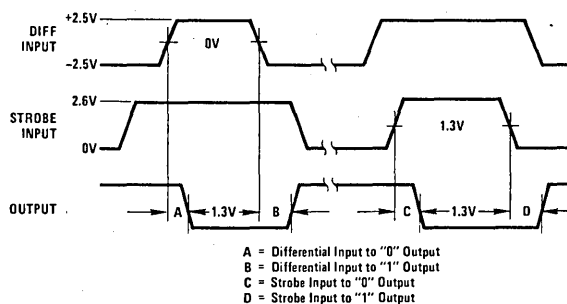 +2.5V
DIFF
INPUT
0V
-2.5V
2.6V
STROBE
INPUT
1.3V
0V
OUTPUT
A
1.3V
B
C
1.3V
D
A = Differential Input to "0" Output
B = Differential Input to "1" Output
C = Strobe Input to "0" Output
D = Strobe Input to "1" Output